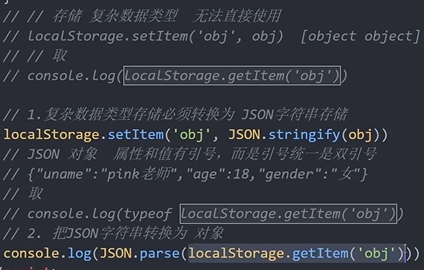 // // 存储 复杂数据类型  无法直接使用
// localStorage.setItem('obj', obj)  [object object]
// // 取
// console.log(localStorage.getItem('obj'))
// 1.复杂数据类型存储必须转换为 JSON字符串存储
localStorage.setItem('obj', JSON.stringify(obj))
// JSON 对象  属性和值有引号，而是引号统一是双引号
// {"uname":"pink老师","age":18,"gender":"女"}
// 取
// console.log(typeof localStorage.getItem('obj'))
// 2. 把JSON字符串转换为 对象
console.log(JSON.parse(localStorage.getItem('obj')))